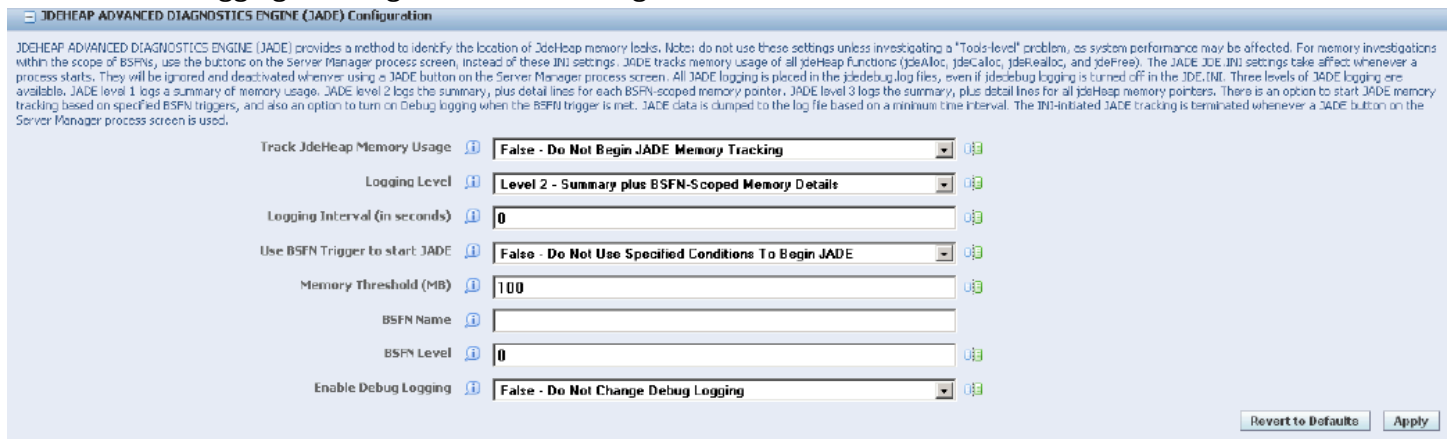 JDEHEAP ADVANCED DIAGNOSTICS ENGINE (JADE) Configuration
JDEHEAP ADVANCED DIAGNOSTICS ENGINE (JADE) provides a method to identify the location of JdeHeap memory leaks. Note: do not use these settings unless investigating a "Tools-level" problem, as system performance may be affected. For memory investigations
within the scope of BSFNs, use the buttons on the Server Manager process screen, instead of these INI settings. JADE tracks memory usage of all jdeHeap functions (jdeAlloc, jdeCalloc, jdeRealloc, and jdeFree). The JADE JDE.INI settings take affect whenever a
process starts. They will be ignored and deactivated whenver using a JADE button on the Server Manager process screen. All JADE logging is placed in the jdedebug.log files, even if jdedebug logging is turned off in the JDE.INI. Three levels of JADE logging are
available. JADE level 1 logs a summary of memory usage. JADE level 2 logs the summary, plus detail lines for each BSFN-scoped memory pointer. JADE level 3 logs the summary, plus detail lines for all jdeHeap memory pointers. There is an option to start JADE memory
tracking based on specified BSFN triggers, and also an option to turn on Debug logging when the BSFN trigger is met. JADE data is dumped to the log file based on a minimum time interval. The INI-initiated JADE tracking is terminated whenever a JADE button on the
Server Manager process screen is used.
Track JdeHeap Memory Usage False - Do Not Begin JADE Memory Tracking
Logging Level Level 2 - Summary plus BSFN-Scoped Memory Details
Logging Interval (in seconds) 0
Use BSFN Trigger to start JADE False - Do Not Use Specified Conditions To Begin JADE
Memory Threshold (MB) 100
BSFN Name
BSFN Level 0
Enable Debug Logging False - Do Not Change Debug Logging
Revert to Defaults Apply